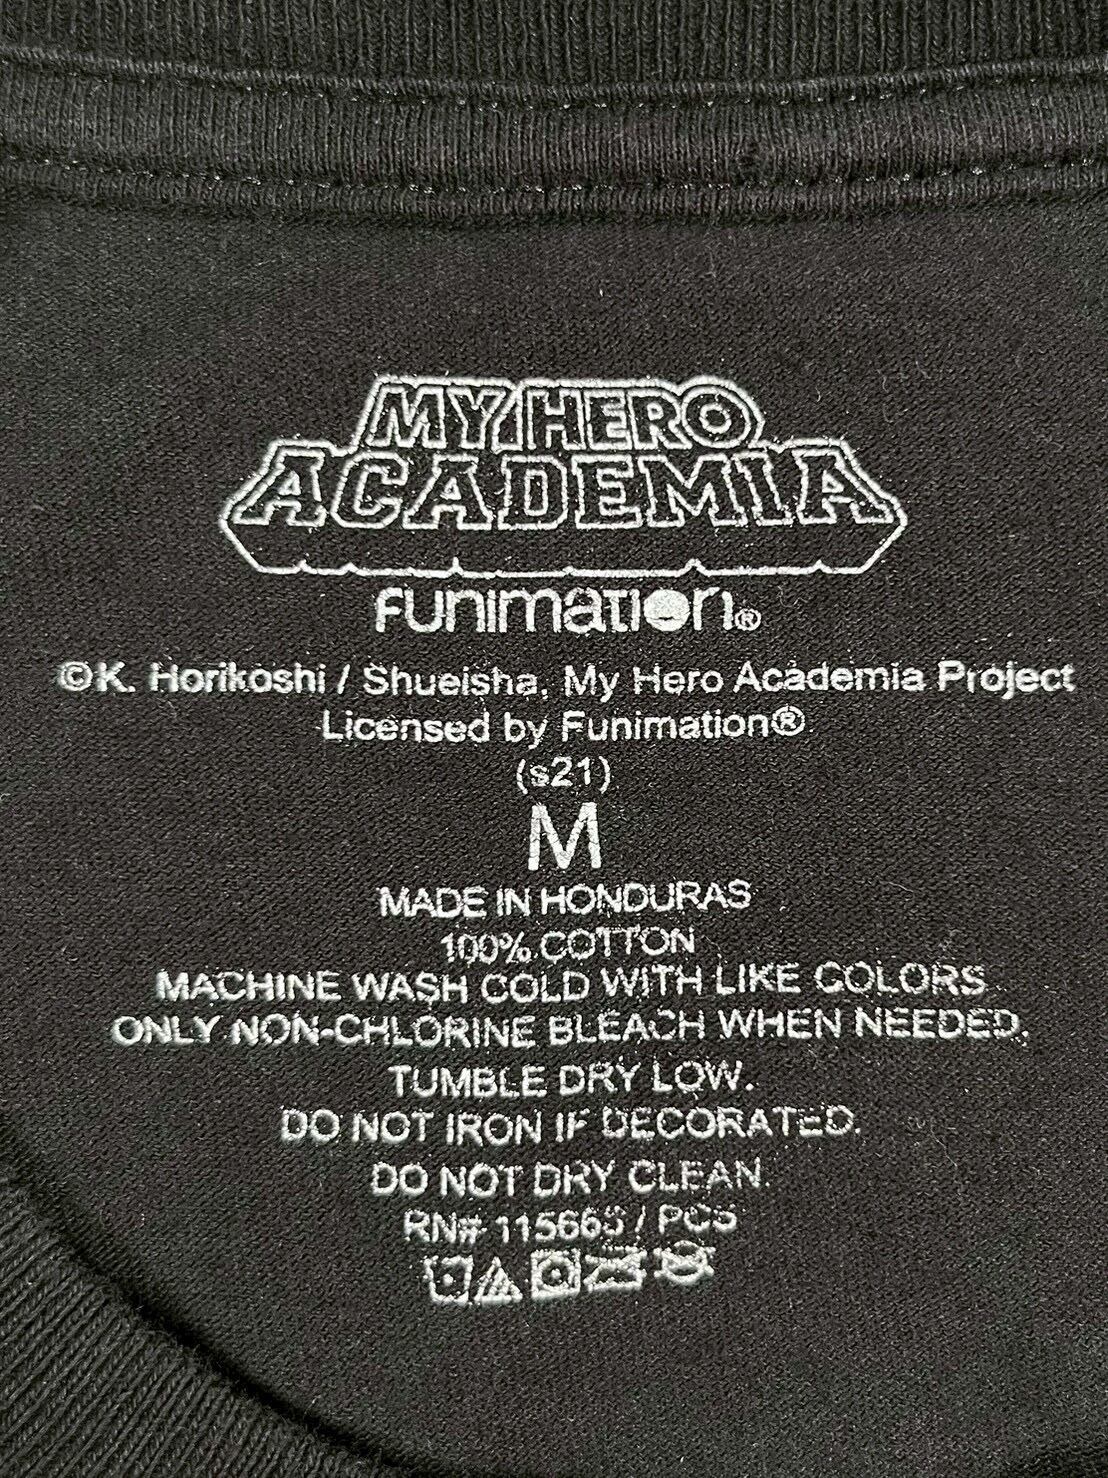 MY HERO
ACADEMIA
FUNiMATION®
©K. Horikoshi / Shueisha, My Hero Academia Project
Licensed by Funimation®
(s21)
M
MADE IN HONDURAS
100% COTTON
MACHINE WASH COLD WITH LIKE COLORS
ONLY NON-CHLORINE BLEACH WHEN NEEDED.
TUMBLE DRY LOW.
DO NOT IRON IF DECORATED.
DO NOT DRY CLEAN.
RN# / PCS